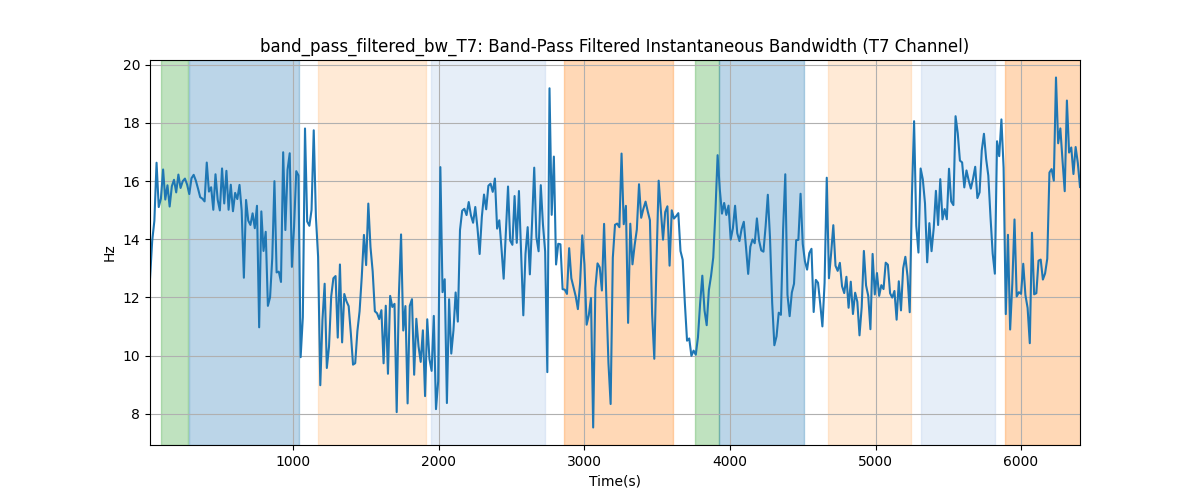 band_pass_filtered_bw_T7: Band-Pass Filtered Instantaneous Bandwidth (T7 Channel)
20
18
16
14
12
10
8
Hz
1000 2000 3000 4000 5000 6000
Time(s)